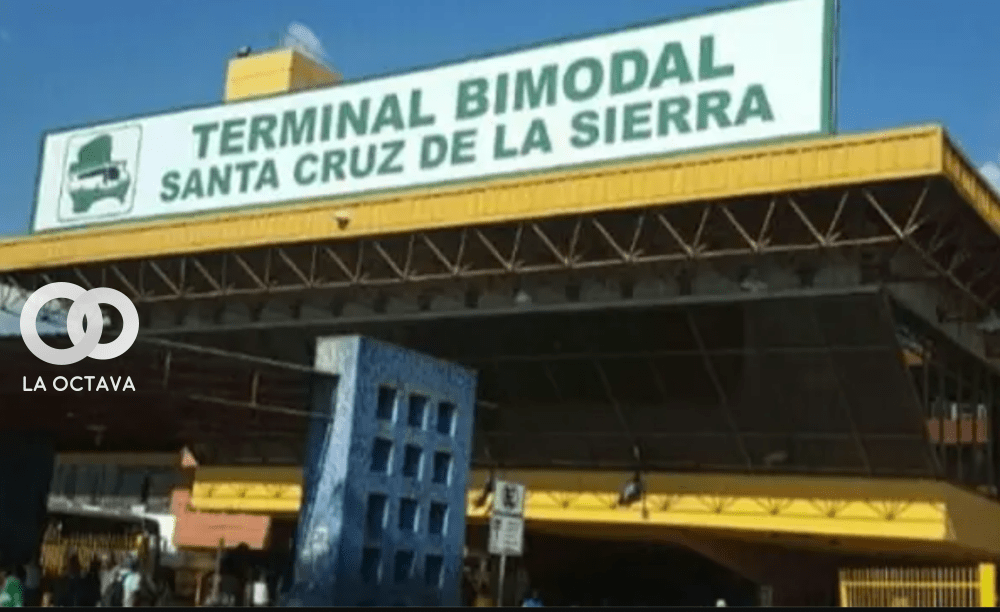 TERMINAL BIMODAL
SANTA CRUZ DE LA SIERRA
LA OCTAVA